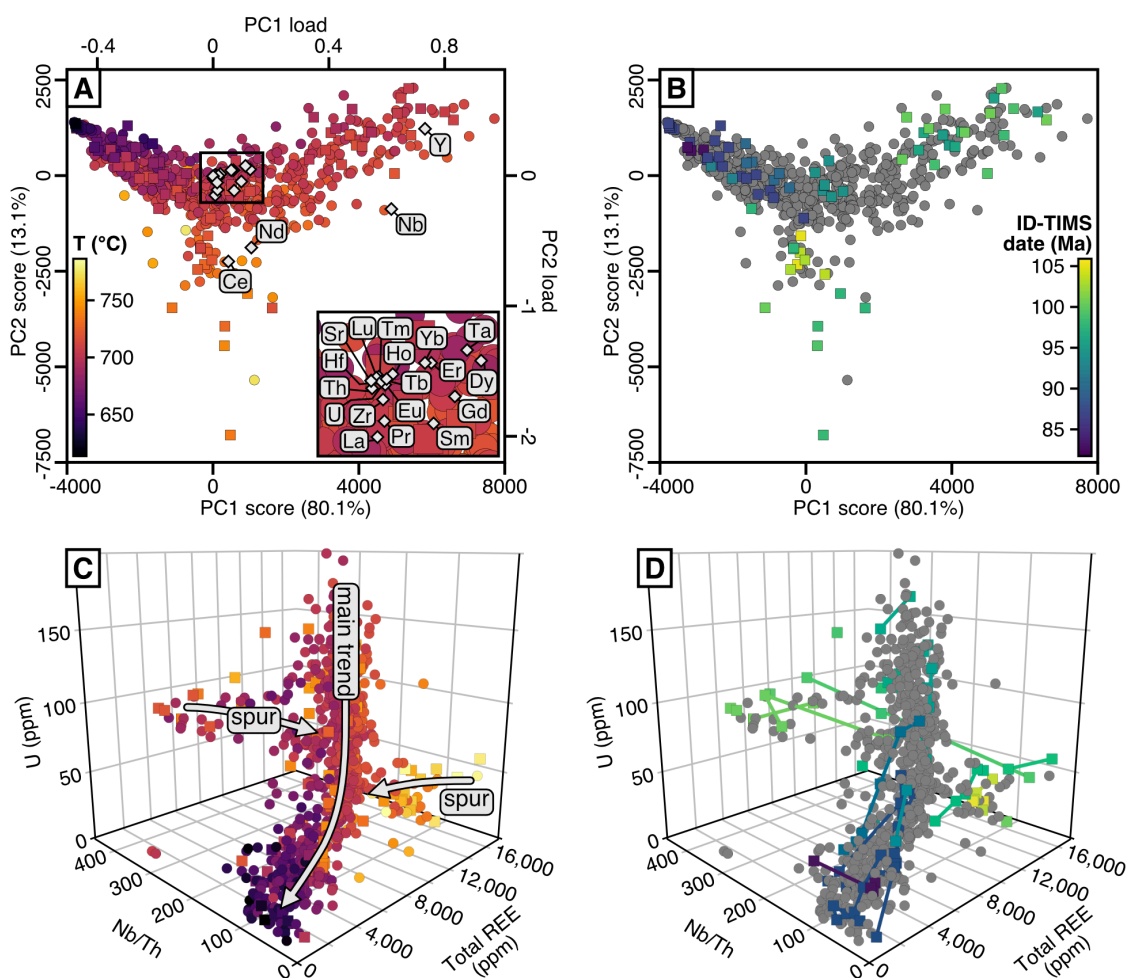 PC1 load
-0.4 0 0.4 0.8
A
2500
0
-2500
-5000
-7500
PC2 score (13.1%)
T (°C)
750
700
650
Y
Nb
Nd
Ce
Sr Lu Tm Yb Ta
Hf Ho
Th Tb Er Dy
U Zr Eu Gd
La Pr Sm
0
-1
-2
PC2 load
-4000 0 4000 8000
PC1 score (80.1%)
B
2500
0
-2500
-5000
-7500
PC2 score (13.1%)
ID-TIMS
date (Ma)
105
100
95
90
85
-4000 0 4000 8000
PC1 score (80.1%)
C
150
100
50
0
U (ppm)
main trend
spur
spur
400
300
200
100
0
Nb/Th
0
4,000
8,000
12,000
16,000
Total REE
(ppm)
D
150
100
50
0
U (ppm)
400
300
200
100
0
Nb/Th
0
4,000
8,000
12,000
16,000
Total REE
(ppm)